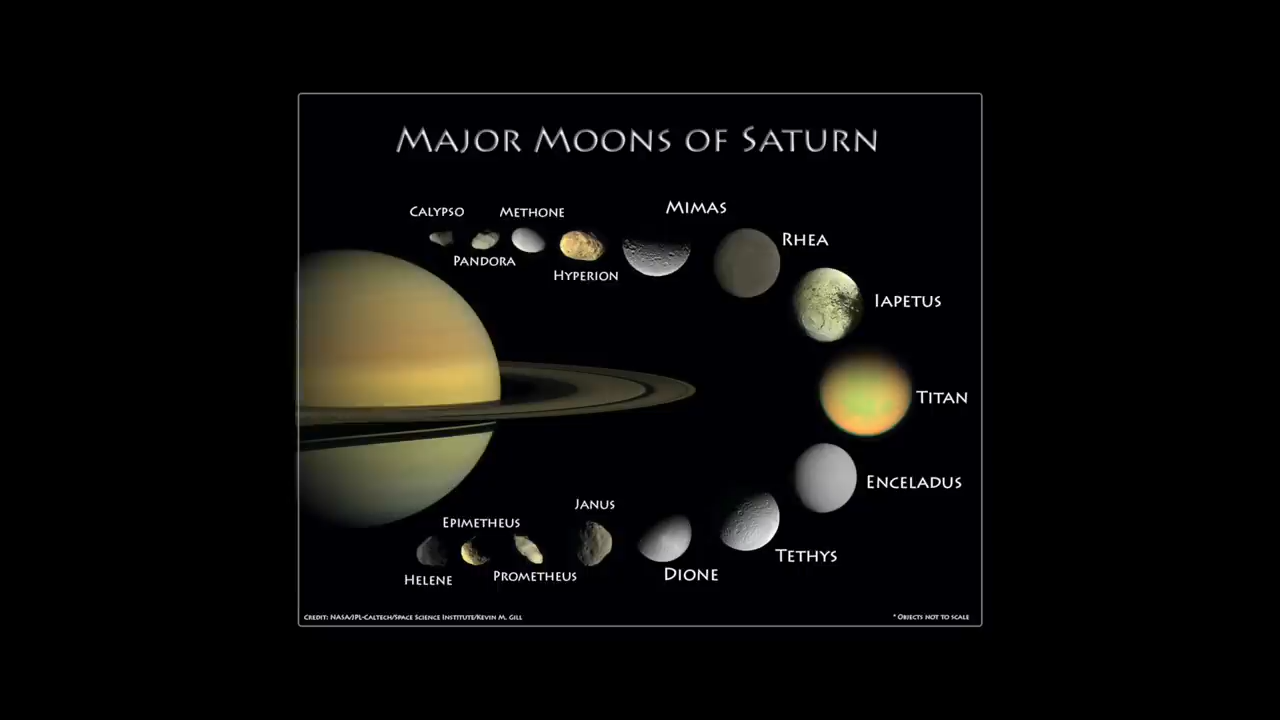 MAJOR MOONS OF SATURN
CALYPSO
PANDORA
METHONE
HYPERION
MIMAS
RHEA
IAPETUS
TITAN
ENCELADUS
TETHYS
DIONE
JANUS
PROMETHEUS
EPIMETHEUS
HELENE
CREDIT: NASA/JPL-CALTECH/SPACE SCIENCE INSTITUTE/KEVIN M. GILL
* OBJECTS NOT TO SCALE